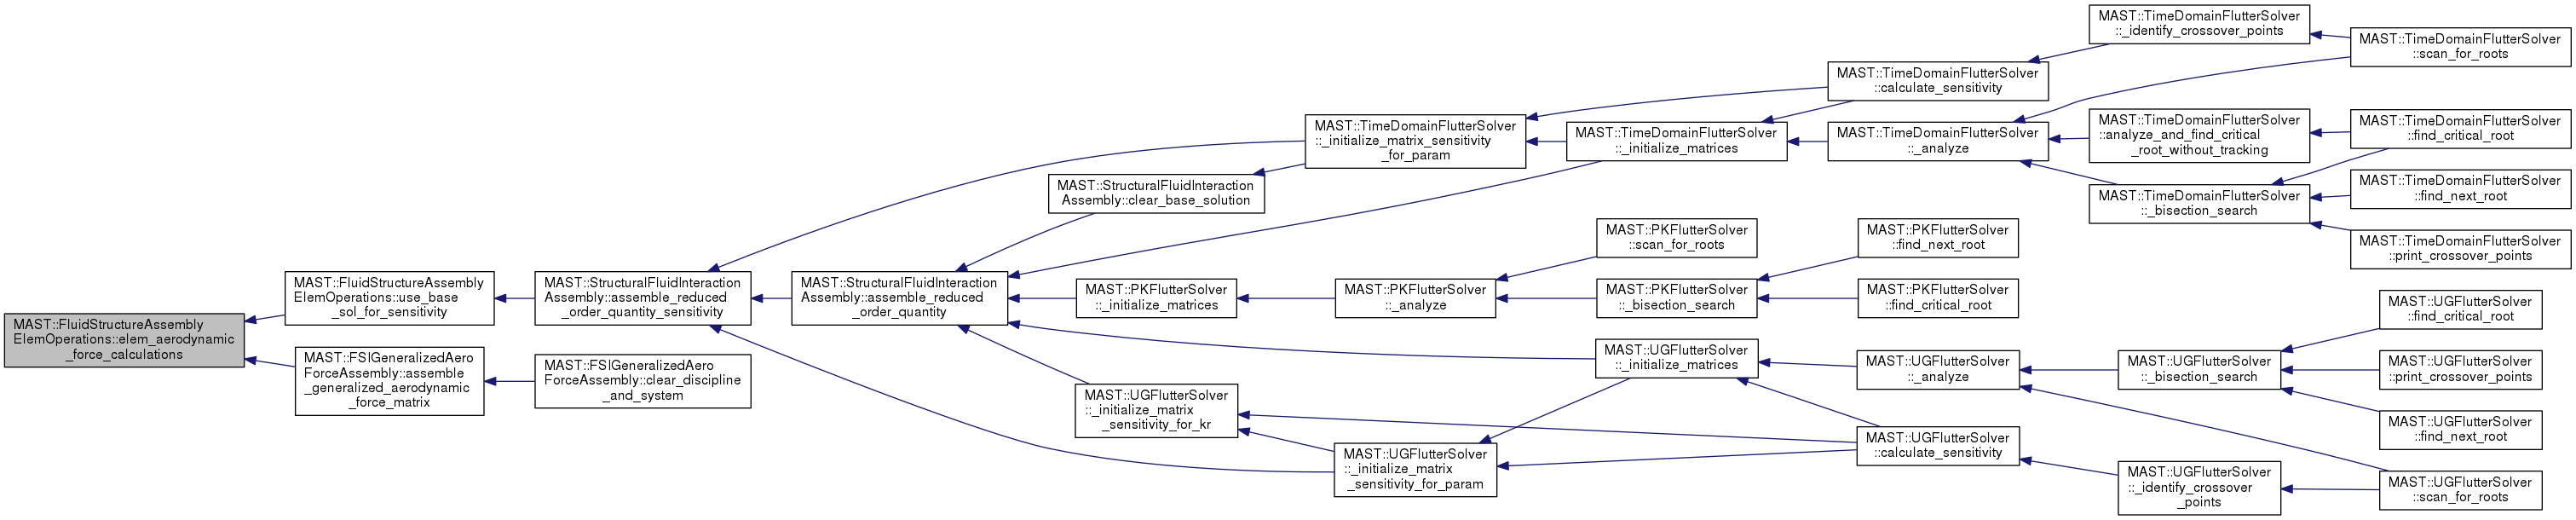 MAST::FluidStructureAssembly
ElemOperations::elem_aerodynamic
_force_calculations
MAST::FluidStructureAssembly
ElemOperations::use_base
_sol_for_sensitivity
MAST::FSIGeneralizedAero
ForceAssembly::assemble
_generalized_aerodynamic
_force_matrix
MAST::StructuralFluidInteraction
Assembly::assemble_reduced
_order_quantity_sensitivity
MAST::FSIGeneralizedAero
ForceAssembly::clear_discipline
_and_system
MAST::StructuralFluidInteraction
Assembly::assemble_reduced
_order_quantity
MAST::StructuralFluidInteraction
Assembly::clear_base_solution
MAST::PKFlutterSolver
::_initialize_matrices
MAST::UGFlutterSolver
::_initialize_matrix
_sensitivity_for_kr
MAST::TimeDomainFlutterSolver
::_initialize_matrix_sensitivity
_for_param
MAST::PKFlutterSolver
::_analyze
MAST::UGFlutterSolver
::_initialize_matrix
_sensitivity_for_param
MAST::TimeDomainFlutterSolver
::_initialize_matrices
MAST::PKFlutterSolver
::scan_for_roots
MAST::PKFlutterSolver
::_bisection_search
MAST::UGFlutterSolver
::_initialize_matrices
MAST::TimeDomainFlutterSolver
::calculate_sensitivity
MAST::TimeDomainFlutterSolver
::_analyze
MAST::PKFlutterSolver
::find_next_root
MAST::PKFlutterSolver
::find_critical_root
MAST::UGFlutterSolver
::_analyze
MAST::UGFlutterSolver
::calculate_sensitivity
MAST::TimeDomainFlutterSolver
::_identify_crossover_points
MAST::TimeDomainFlutterSolver
::analyze_and_find_critical
_root_without_tracking
MAST::TimeDomainFlutterSolver
::_bisection_search
MAST::UGFlutterSolver
::_bisection_search
MAST::UGFlutterSolver
::_identify_crossover
_points
MAST::TimeDomainFlutterSolver
::scan_for_roots
MAST::TimeDomainFlutterSolver
::find_critical_root
MAST::TimeDomainFlutterSolver
::find_next_root
MAST::TimeDomainFlutterSolver
::print_crossover_points
MAST::UGFlutterSolver
::find_critical_root
MAST::UGFlutterSolver
::print_crossover_points
MAST::UGFlutterSolver
::find_next_root
MAST::UGFlutterSolver
::scan_for_roots